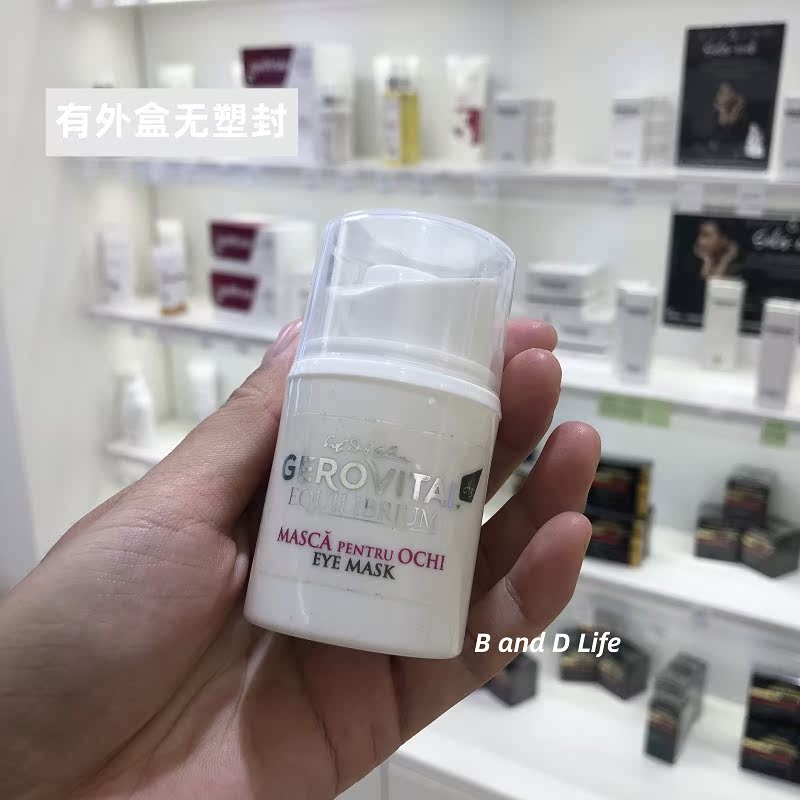 有外盒无塑封
GEROVITAL
EQUILIBRIUM
MASCĂ PENTRU OCHI
EYE MASK
B and D Life